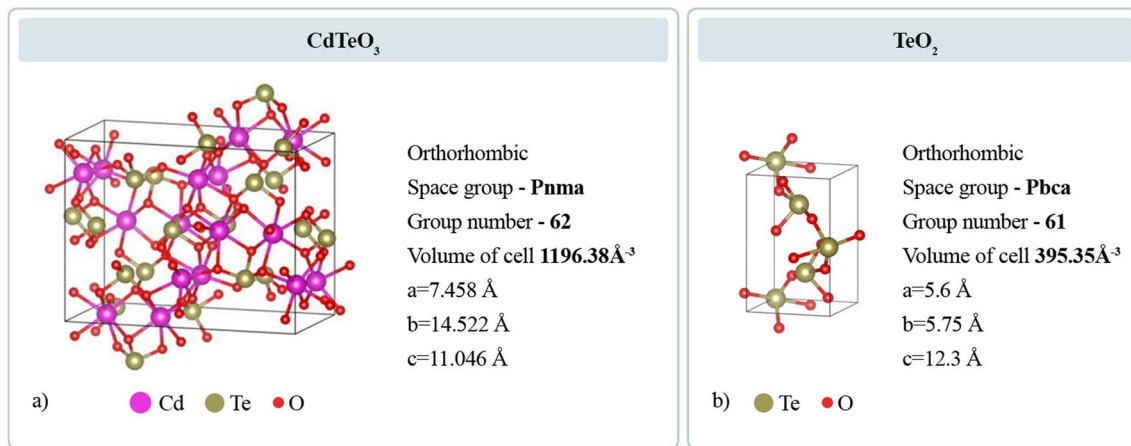 CdTeO₃
Orthorhombic
Space group - Pnma
Group number - 62
Volume of cell 1196.38Å⁻³
a=7.458 Å
b=14.522 Å
c=11.046 Å
a)
Cd Te O
TeO₂
Orthorhombic
Space group - Pbca
Group number - 61
Volume of cell 395.35Å⁻³
a=5.6 Å
b=5.75 Å
c=12.3 Å
b)
Te O